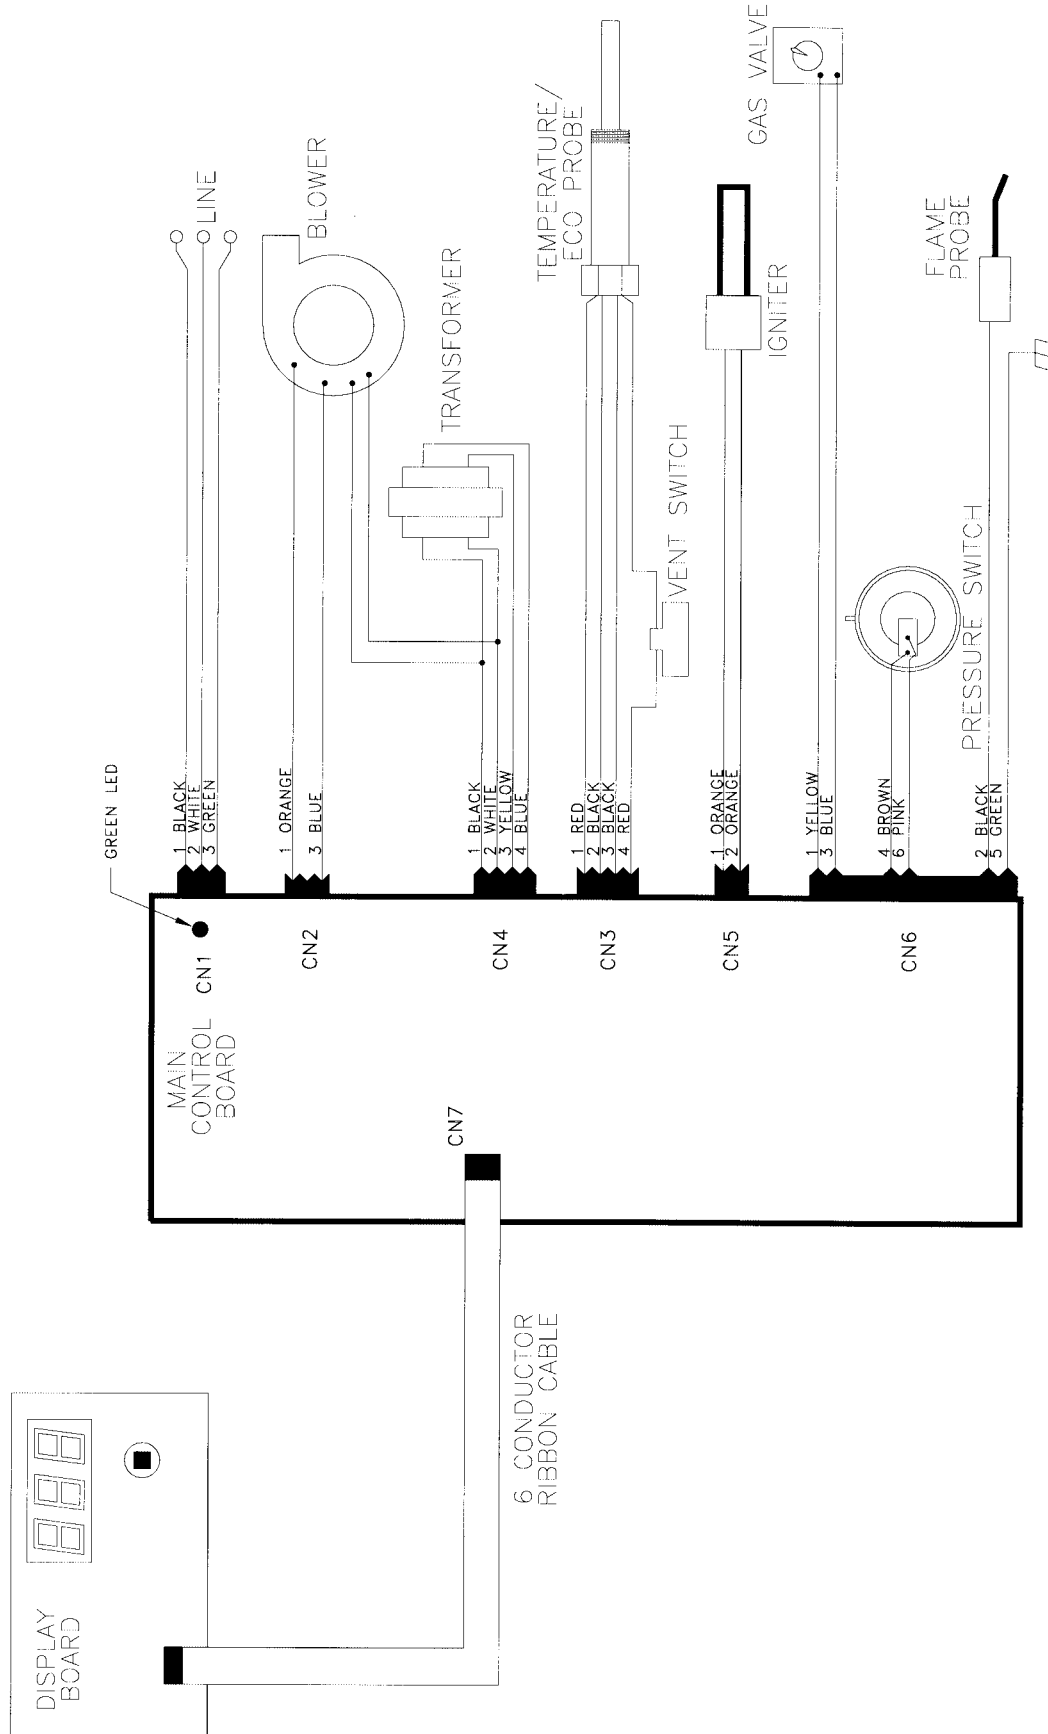 DISPLAY
BOARD
6 CONDUCTOR
RIBBON CABLE
MAIN
CONTROL
BOARD
CN7
GREEN LED
CN1
1 BLACK
2 WHITE
3 GREEN
LINE
CN2
1 ORANGE
3 BLUE
BLOWER
CN4
1 BLACK
2 WHITE
3 YELLOW
4 BLUE
TRANSFORMER
CN3
1 RED
2 BLACK
3 BLACK
4 RED
TEMPERATURE/
ECO PROBE
VENT SWITCH
CN5
1 ORANGE
2 ORANGE
IGNITER
CN6
1 YELLOW
3 BLUE
GAS VALVE
4 BROWN
6 PINK
PRESSURE SWITCH
2 BLACK
5 GREEN
FLAME
PROBE